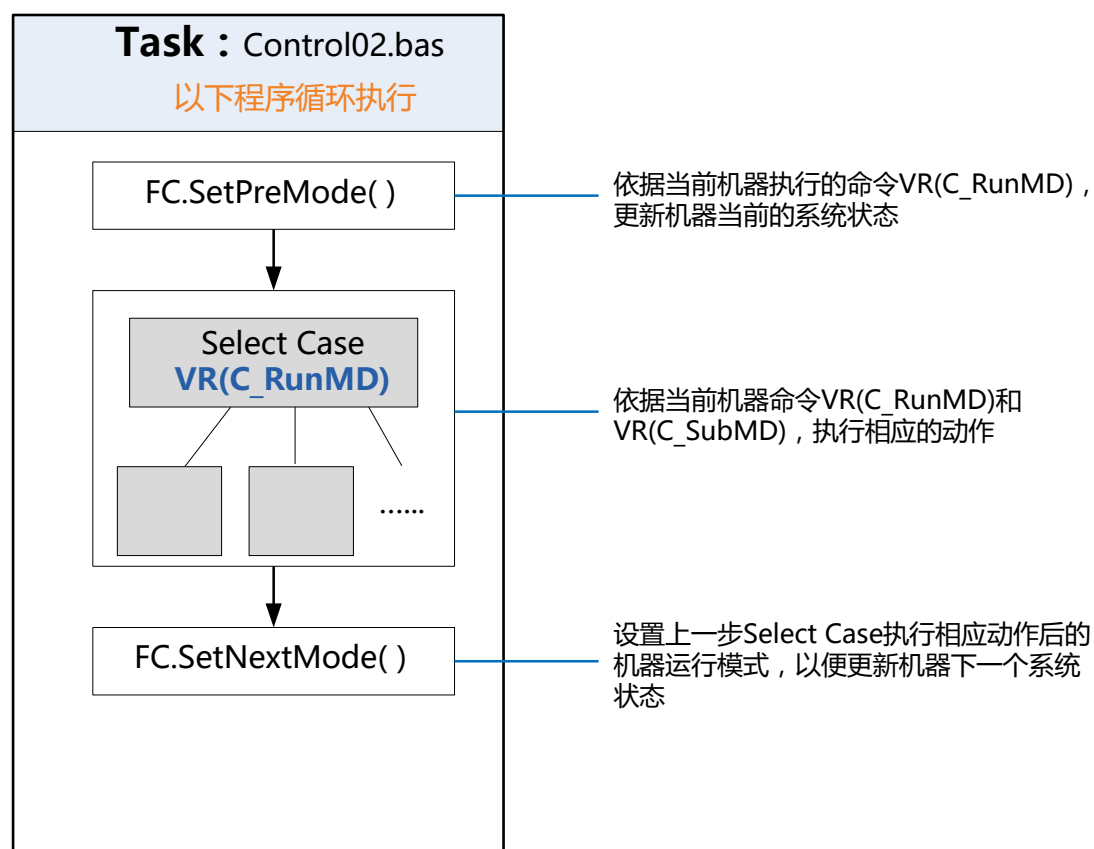 Task：Control02.bas
以下程序循环执行
FC.SetPreMode( )
依据当前机器执行的命令VR(C_RunMD)，
更新机器当前的系统状态
Select Case
VR(C_RunMD)
依据当前机器命令VR(C_RunMD)和
VR(C_SubMD)，执行相应的动作
……
FC.SetNextMode( )
设置上一步Select Case执行相应动作后的
机器运行模式，以便更新机器下一个系统
状态